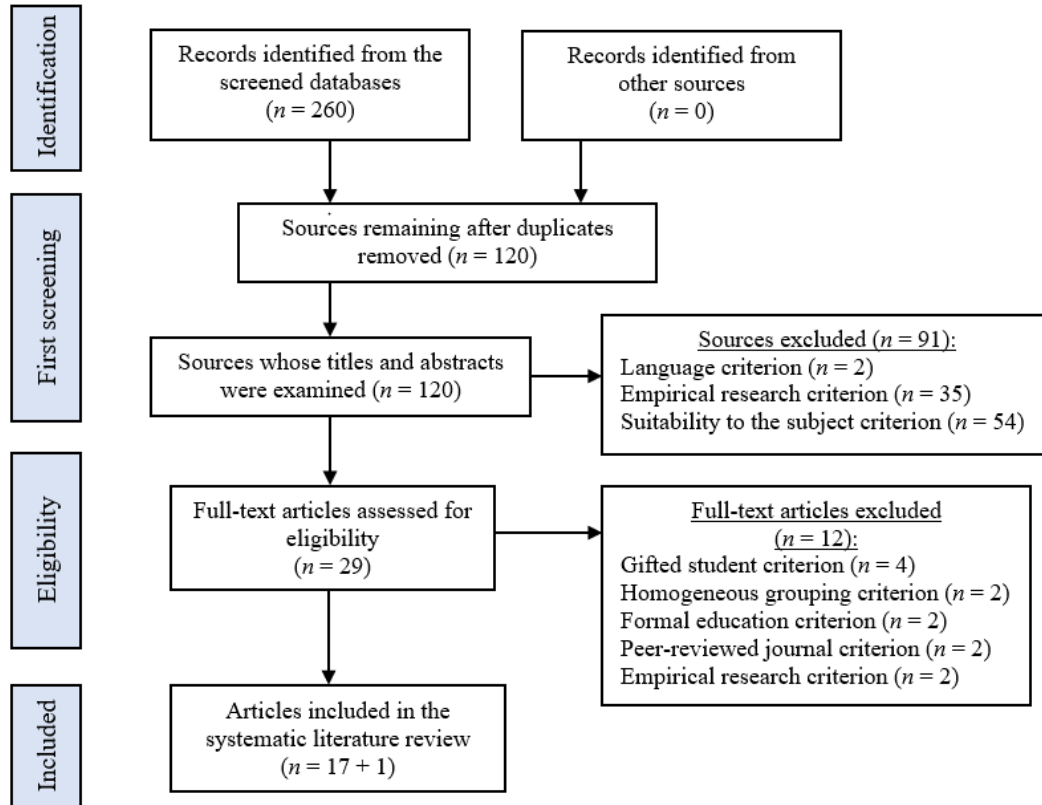 Identification
Records identified from the
screened databases
(n = 260)
Records identified from
other sources
(n = 0)
First screening
Sources remaining after duplicates
removed (n = 120)
Sources whose titles and abstracts
were examined (n = 120)
Sources excluded (n = 91):
Language criterion (n = 2)
Empirical research criterion (n = 35)
Suitability to the subject criterion (n = 54)
Eligibility
Full-text articles assessed for
eligibility
(n = 29)
Full-text articles excluded
(n = 12):
Gifted student criterion (n = 4)
Homogeneous grouping criterion (n = 2)
Formal education criterion (n = 2)
Peer-reviewed journal criterion (n = 2)
Empirical research criterion (n = 2)
Included
Articles included in the
systematic literature review
(n = 17 + 1)